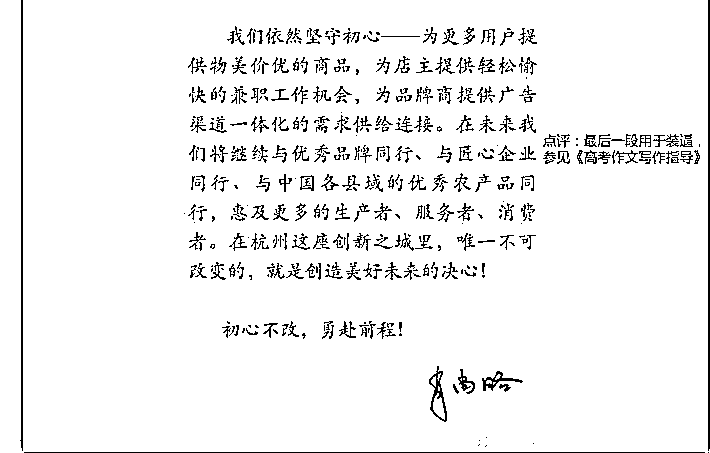 我们依然坚守初心——为更多用户提
供物美价优的商品，为店主提供轻松愉
快的兼职工作机会，为品牌商提供广告
渠道一体化的需求供给连接。在未来我
们将继续与优秀品牌同行、与匠心企业
同行、与中国各县域的优秀农产品同
行，惠及更多的生产者、服务者、消费
者。在杭州这座创新之城里，唯一不可
改变的，就是创造美好未来的决心！
点评：最后一段用于装逼，
参见《高考作文写作指导》
初心不改，勇赴前程！
肖尚略